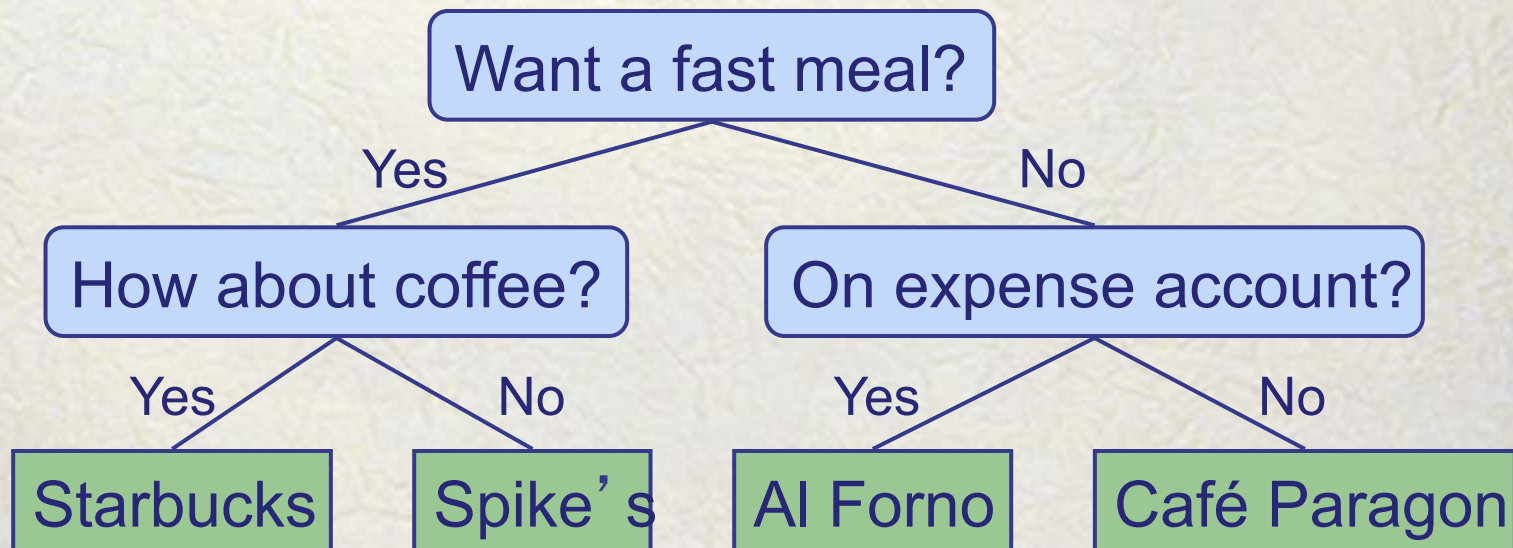 Want a fast meal?
Yes No
How about coffee? On expense account?
Yes No Yes No
Starbucks Spike’s Al Forno Café Paragon